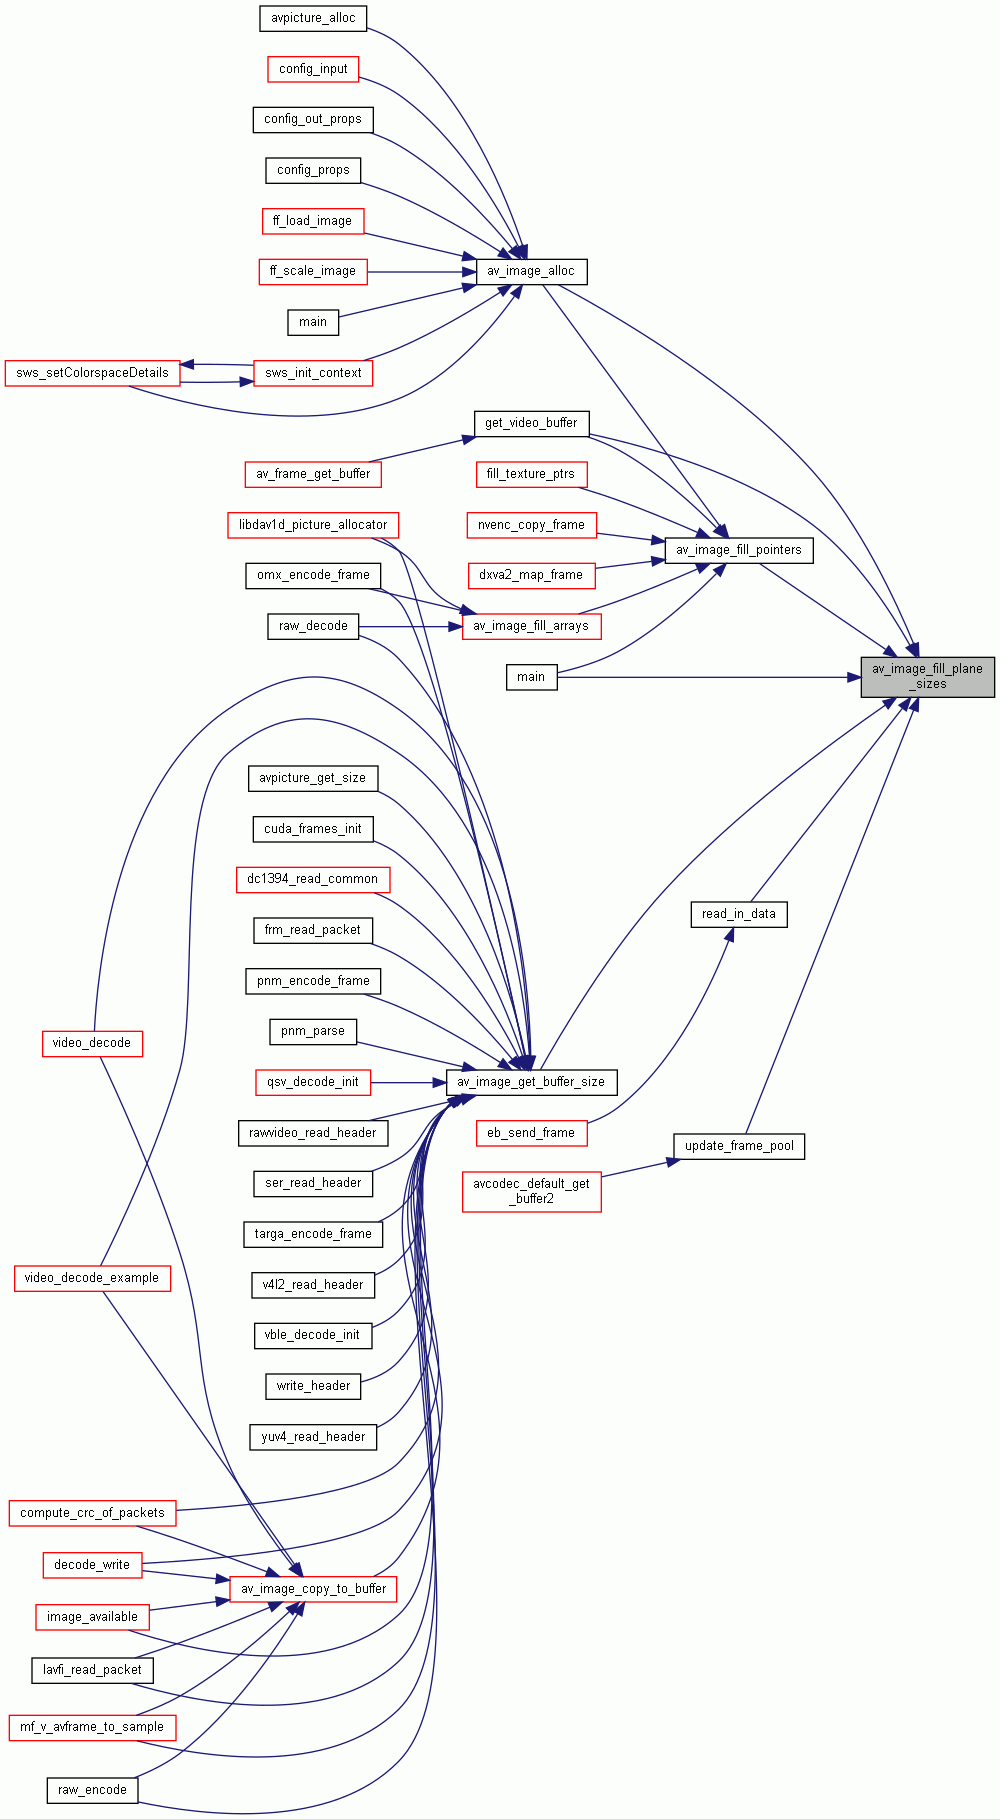 avpicture_alloc
config_input
config_out_props
config_props
ff_load_image
av_image_alloc
ff_scale_image
main
sws_setColorspaceDetails
sws_init_context
get_video_buffer
av_frame_get_buffer
fill_texture_ptrs
libdav1d_picture_allocator
nvenc_copy_frame
av_image_fill_pointers
omx_encode_frame
dxva2_map_frame
raw_decode
av_image_fill_arrays
main
av_image_fill_plane
_sizes
avpicture_get_size
cuda_frames_init
dc1394_read_common
read_in_data
frm_read_packet
pnm_encode_frame
pnm_parse
video_decode
qsv_decode_init
av_image_get_buffer_size
rawvideo_read_header
eb_send_frame
update_frame_pool
ser_read_header
avcodec_default_get
_buffer2
targa_encode_frame
video_decode_example
v4l2_read_header
vble_decode_init
write_header
yuv4_read_header
compute_crc_of_packets
decode_write
av_image_copy_to_buffer
image_available
lavfi_read_packet
mf_v_avframe_to_sample
raw_encode